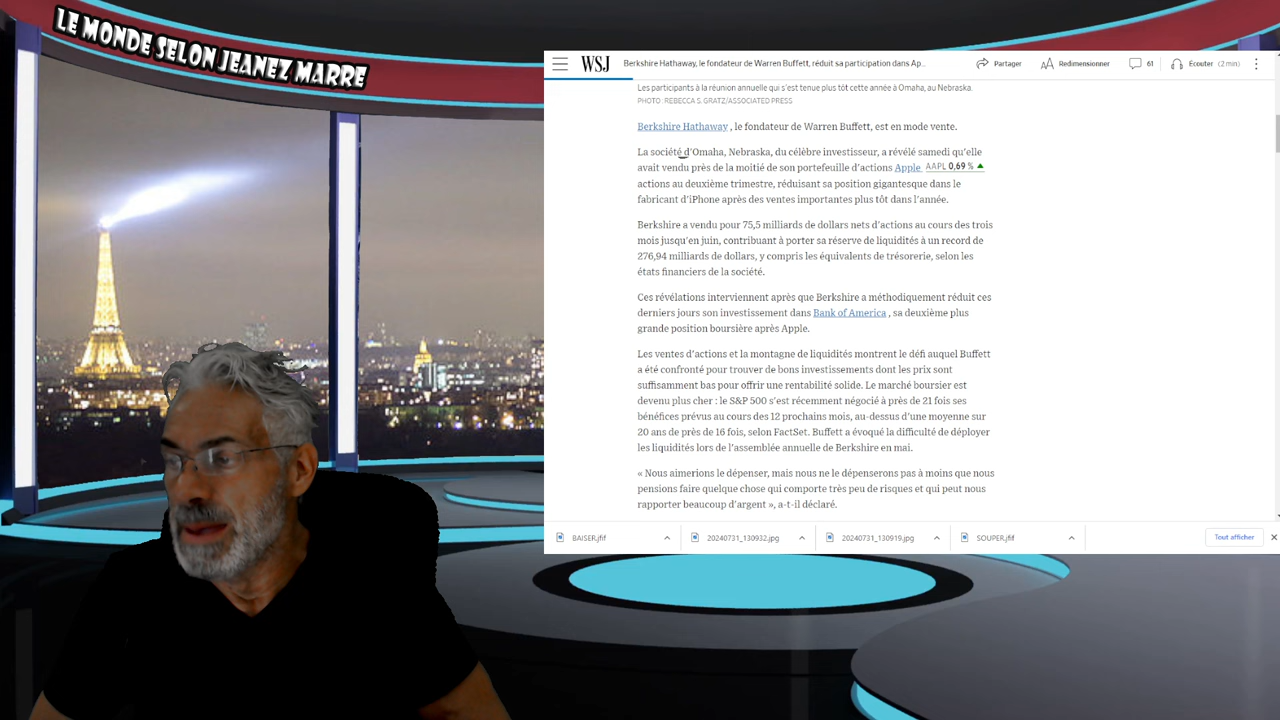 LE MONDE SELON JEANEZ MARRE
WSJ
Berkshire Hathaway, le fondateur de Warren Buffett, réduit sa participation dans Ap...
Partager
Redimensionner
61
Ecouter (2 min)
Les participants à la réunion annuelle qui s'est tenue plus tôt cette année à Omaha, au Nebraska.
PHOTO: REBECCA S. GRATZ/ASSOCIATED PRESS
Berkshire Hathaway , le fondateur de Warren Buffett, est en mode vente.
La société d'Omaha, Nebraska, du célèbre investisseur, a révélé samedi qu'elle
avait vendu près de la moitié de son portefeuille d'actions Apple AAPL 0,69 %
actions au deuxième trimestre, réduisant sa position gigantesque dans le
fabricant d'iPhone après des ventes importantes plus tôt dans l'année.
Berkshire a vendu pour 75,5 milliards de dollars nets d'actions au cours des trois
mois jusqu'en juin, contribuant à porter sa réserve de liquidités à un record de
276,94 milliards de dollars, y compris les équivalents de trésorerie, selon les
états financiers de la société.
Ces révélations interviennent après que Berkshire a méthodiquement réduit ces
derniers jours son investissement dans Bank of America , sa deuxième plus
grande position boursière après Apple.
Les ventes d'actions et la montagne de liquidités montrent le défi auquel Buffett
a été confronté pour trouver de bons investissements dont les prix sont
suffisamment bas pour offrir une rentabilité solide. Le marché boursier est
devenu plus cher : le S&P 500 s'est récemment négocié à près de 21 fois ses
bénéfices prévus au cours des 12 prochains mois, au-dessus d'une moyenne sur
20 ans de près de 16 fois, selon FactSet. Buffett a évoqué la difficulté de déployer
les liquidités lors de l'assemblée annuelle de Berkshire en mai.
« Nous aimerions le dépenser, mais nous ne le dépenserons pas à moins que nous
pensions faire quelque chose qui comporte très peu de risques et qui peut nous
rapporter beaucoup d'argent », a-t-il déclaré.
BAISER.jfif
20240731_130932.jpg
20240731_130919.jpg
SOUPER.jfif
Tout afficher